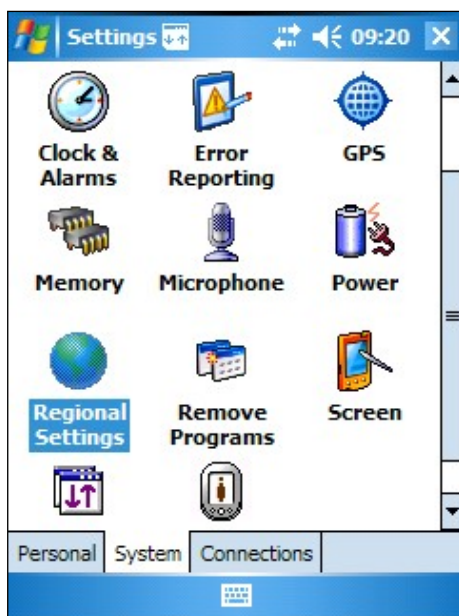 Settings 09:20
Clock & Error GPS
Alarms Reporting
Memory Microphone Power
Regional Remove Screen
Settings Programs
Personal System Connections